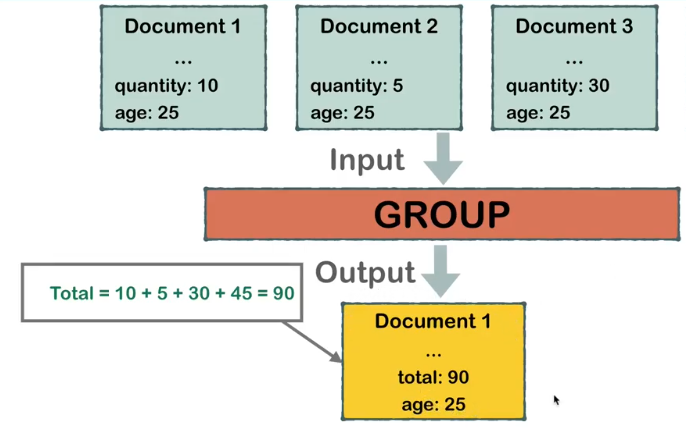 Document 1
...
quantity: 10
age: 25
Document 2
...
quantity: 5
age: 25
Document 3
...
quantity: 30
age: 25
Input
GROUP
Output
Total = 10 + 5 + 30 + 45 = 90
Document 1
...
total: 90
age: 25